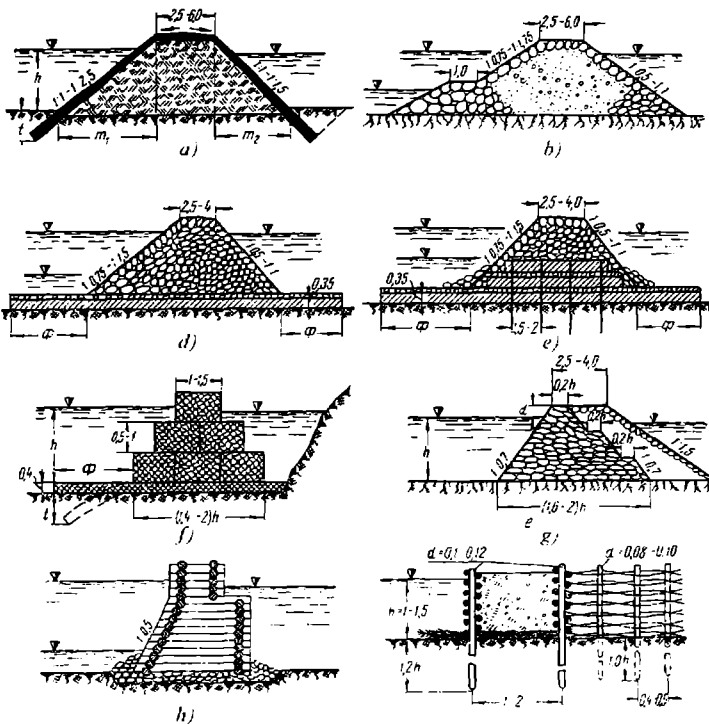 2,5-6,0
h
1:1-1:2,5
1:1-1:1,5
t
m₁
m₂
a)
2,5-6,0
1,0
1:0,75-1:1,75
1:0,5-1:1
b)
2,5-4
1:0,75-1:1,5
1:0,5-1:1
0,35
Ф
Ф
d)
2,5-4,0
1:0,75-1:1,5
1:0,5-1:1
0,35
Ф
1,5-2
Ф
e)
1-1,5
h
0,5-1
Ф
0,4
t
(1,4-2)h
f)
2,5-4,0
0,2h
d
h
0,2h
0,2h
1:0,7
1:0,7
1:1,5
(1,6-2)h
e
g)
1:0,5
h)
d=0,1-0,12
d=0,08-0,10
h=1-1,5
1,2h
1,0h
1-2
0,4-0,5